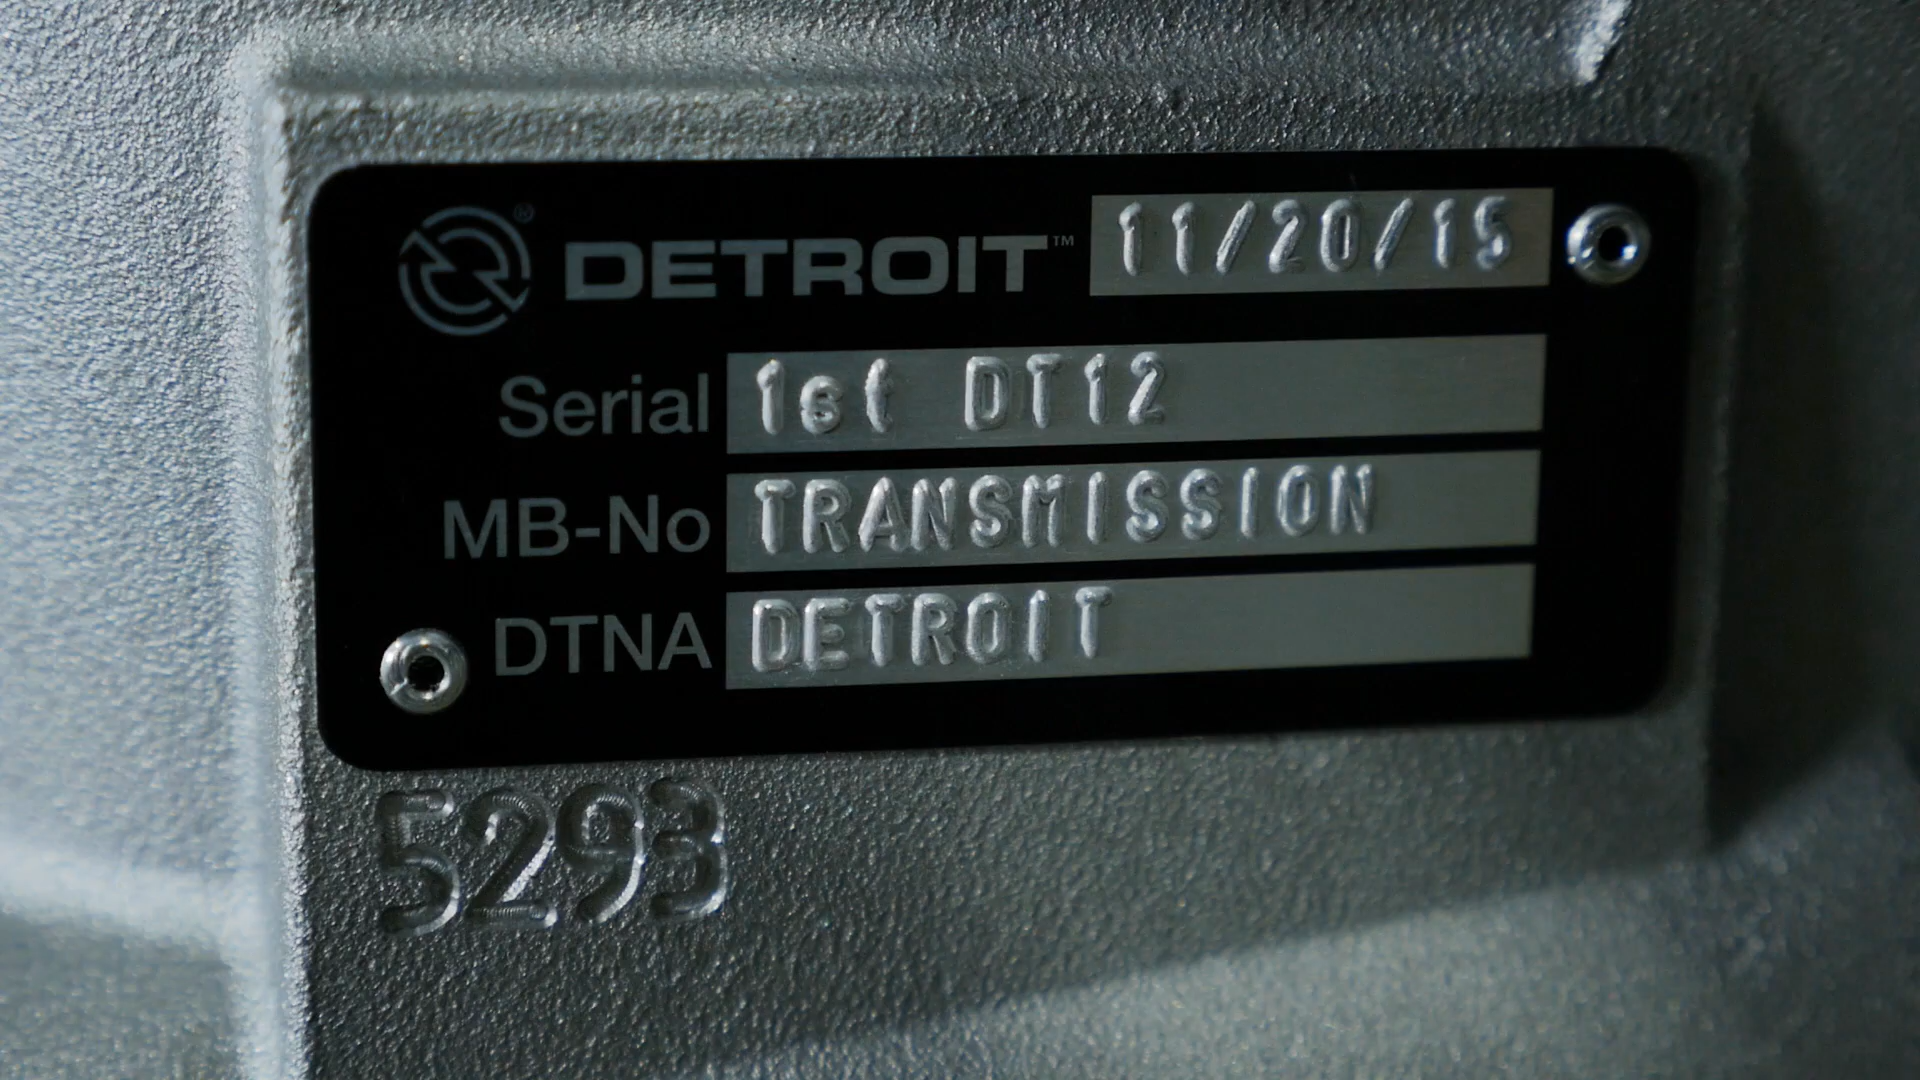 DETROIT™ 11/20/15
Serial 1st DT12
MB-No TRANSMISSION
DTNA DETROIT
5293